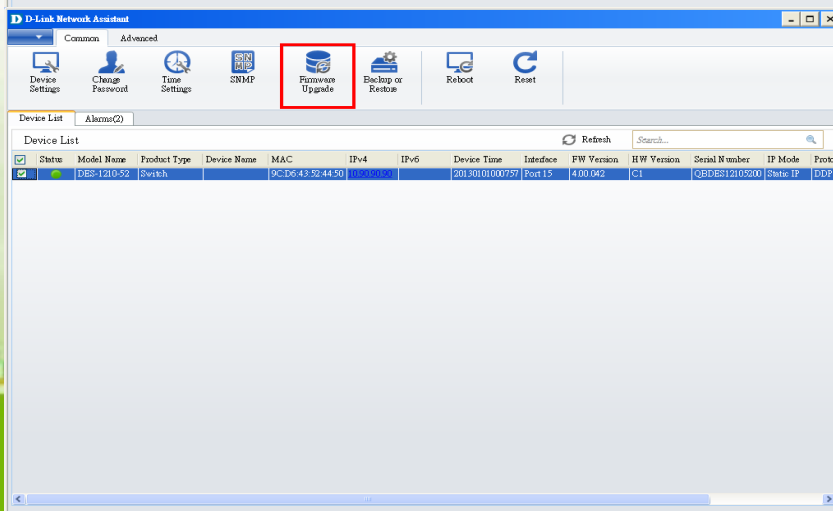 D-Link Network Assistant
Common Advanced
Device Settings Change Password Time Settings SNMP Firmware Upgrade Backup or Restore Reboot Reset
Device List Alarms(2)
Device List Refresh Search...
Status Model Name Product Type Device Name MAC IPv4 IPv6 Device Time Interface FW Version HW Version Serial Number IP Mode Proto
DES-1210-52 Switch 9C:D6:43:52:44:50 10.90.90.90 20130101000757 Port 15 4.00.042 C1 QBDES12105200 Static IP DDP